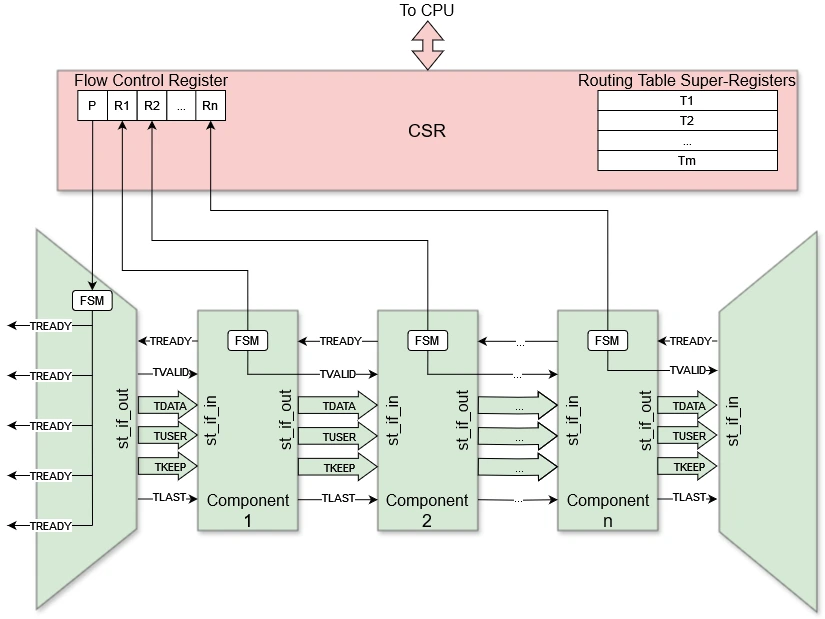 To CPU
Flow Control Register
Routing Table Super-Registers
P R1 R2 ... Rn
T1
T2
...
Tm
CSR
FSM
TREADY
TREADY
TREADY
TREADY
TREADY
st_if_out
TREADY
TVALID
TDATA
TUSER
TKEEP
TLAST
FSM
st_if_in
st_if_out
Component
1
TREADY
TVALID
TDATA
TUSER
TKEEP
TLAST
FSM
st_if_in
st_if_out
Component
2
...
...
...
...
...
...
FSM
st_if_in
st_if_out
Component
n
TREADY
TVALID
TDATA
TUSER
TKEEP
TLAST
st_if_in